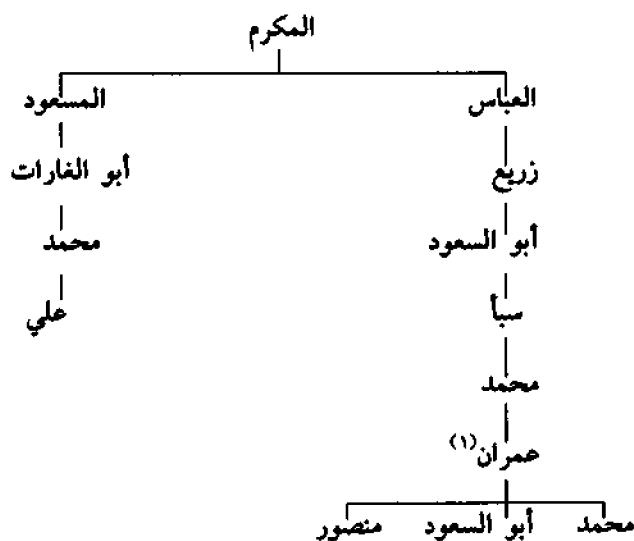 المكرم
العباس المسعود
زريع أبو الغارات
أبو السعود محمد
سبأ علي
محمد
عمران(١)
محمد أبو السعود منصور